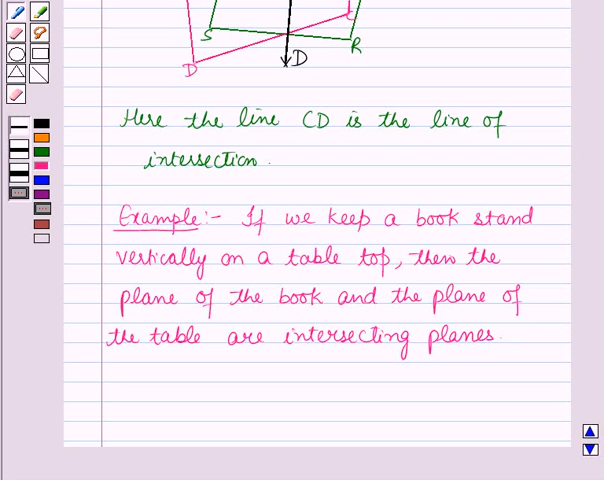 L
S
R
D
D
Here the line CD is the line of
intersection.
Example:- If we keep a book stand
vertically on a table top, then the
plane of the book and the plane of
the table are intersecting planes.